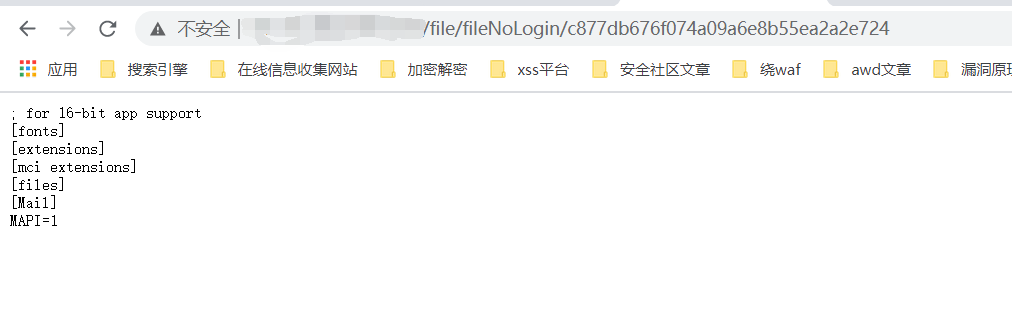 不安全 | /file/fileNoLogin/c877db676f074a09a6e8b55ea2a2e724
应用 搜索引擎 在线信息收集网站 加密解密 xss平台 安全社区文章 绕waf awd文章 漏洞原理
; for 16-bit app support
[fonts]
[extensions]
[mci extensions]
[files]
[Mail]
MAPI=1